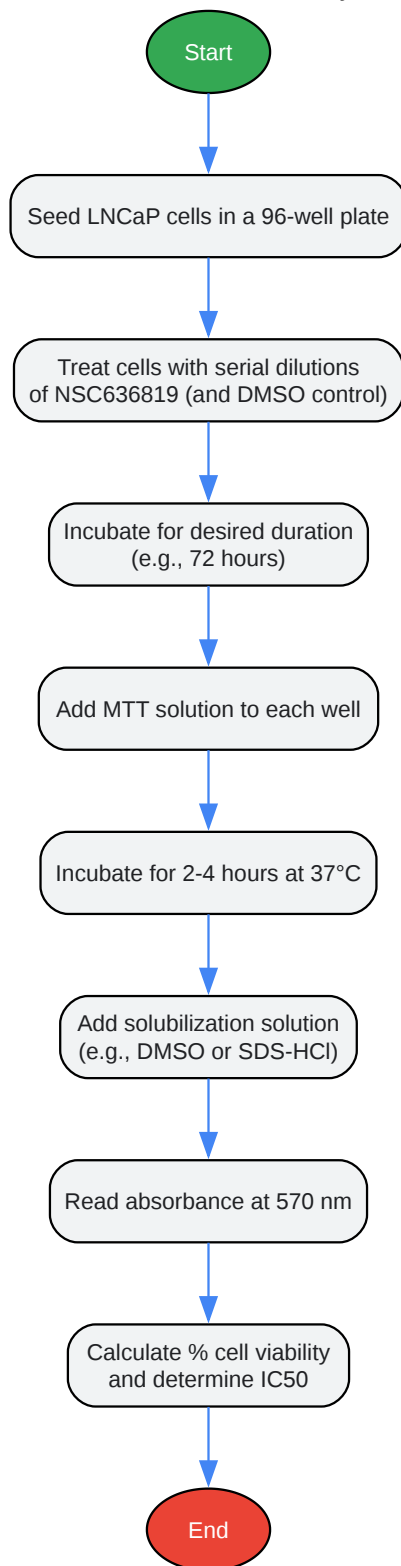 Start
Seed LNCaP cells in a 96-well plate
Treat cells with serial dilutions
of NSC636819 (and DMSO control)
Incubate for desired duration
(e.g., 72 hours)
Add MTT solution to each well
Incubate for 2-4 hours at 37°C
Add solubilization solution
(e.g., DMSO or SDS-HCl)
Read absorbance at 570 nm
Calculate % cell viability
and determine IC50
End